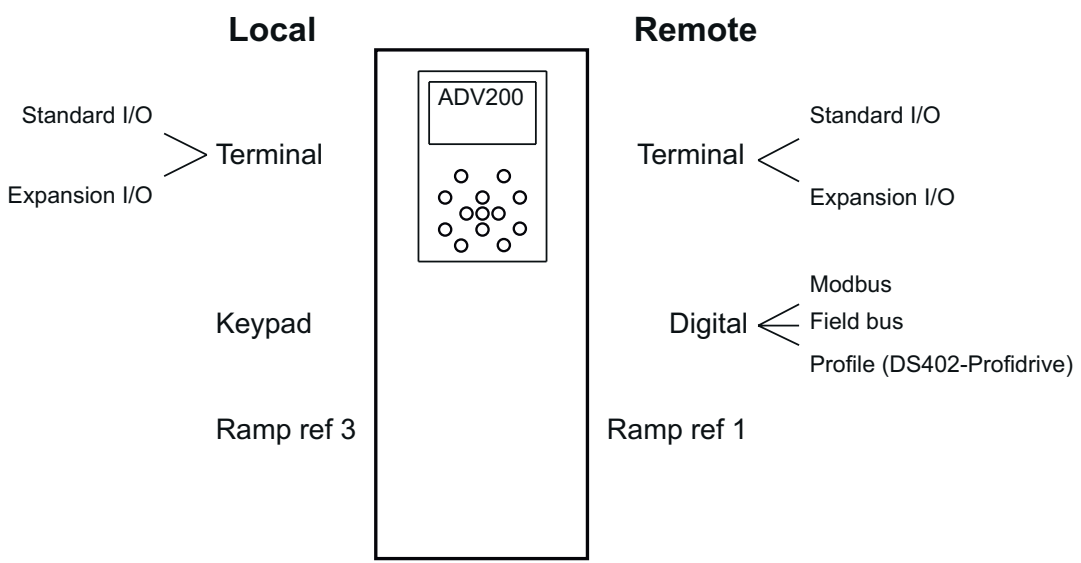 Local
Remote
ADV200
Standard I/O
Terminal
Expansion I/O
Terminal
Standard I/O
Expansion I/O
Keypad
Digital
Modbus
Field bus
Profile (DS402-Profidrive)
Ramp ref 3
Ramp ref 1